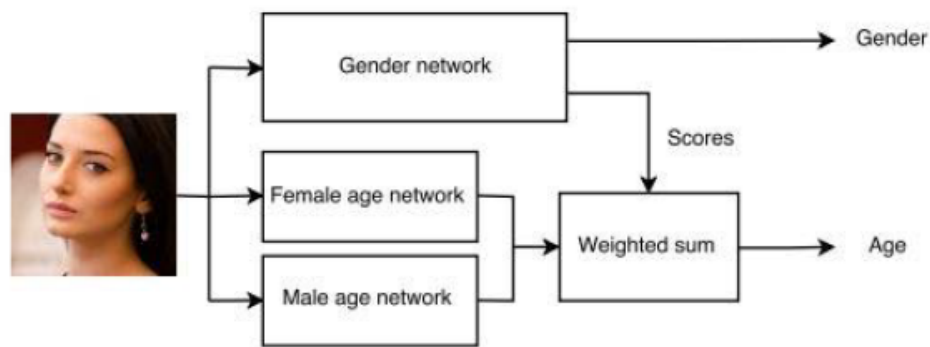 Gender network
Gender
Scores
Female age network
Weighted sum
Age
Male age network